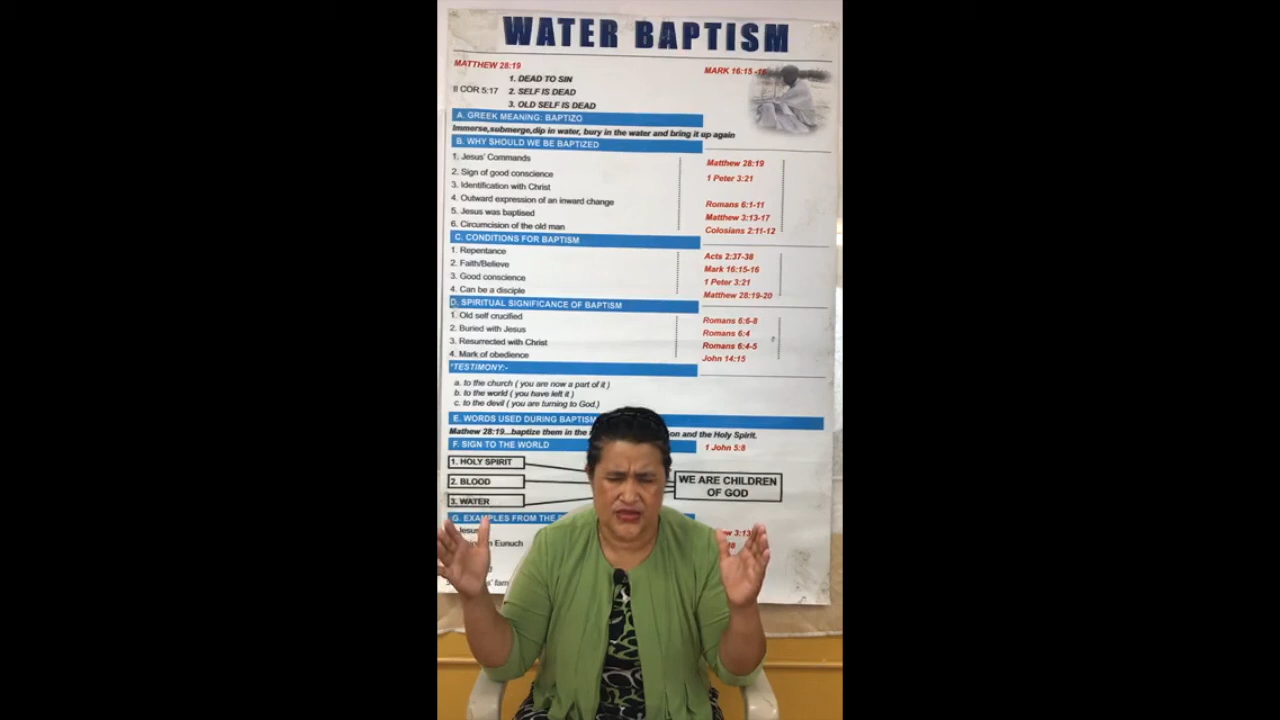 WATER BAPTISM
MATTHEW 28:19 MARK 16:15 -16
1. DEAD TO SIN
II COR 5:17 2. SELF IS DEAD
3. OLD SELF IS DEAD
A. GREEK MEANING: BAPTIZO
Immerse,submerge,dip in water, bury in the water and bring it up again
B. WHY SHOULD WE BE BAPTIZED
1. Jesus' Commands Matthew 28:19
2. Sign of good conscience 1 Peter 3:21
3. Identification with Christ
4. Outward expression of an inward change Romans 6:1-11
5. Jesus was baptised Matthew 3:13-17
6. Circumcision of the old man Colosians 2:11-12
C. CONDITIONS FOR BAPTISM
1. Repentance Acts 2:37-38
2. Faith/Believe Mark 16:15-16
3. Good conscience 1 Peter 3:21
4. Can be a disciple Matthew 28:19-20
D. SPIRITUAL SIGNIFICANCE OF BAPTISM
1. Old self crucified Romans 6:6-8
2. Buried with Jesus Romans 6:4
3. Resurrected with Christ Romans 6:4-5
4. Mark of obedience John 14:15
*TESTIMONY:-
a. to the church ( you are now a part of it )
b. to the world ( you have left it )
c. to the devil ( you are turning to God.)
E. WORDS USED DURING BAPTISM
Mathew 28:19...baptize them in the on and the Holy Spirit.
F. SIGN TO THE WORLD 1 John 5:8
1. HOLY SPIRIT
2. BLOOD
3. WATER
WE ARE CHILDREN
OF GOD
G. EXAMPLES FROM THE
Jesus 3:13
Eunuch